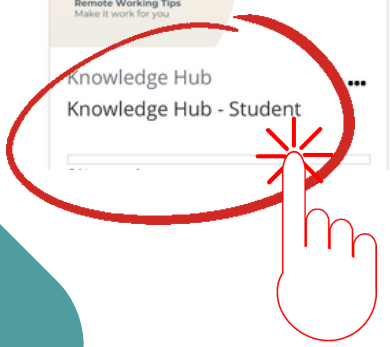 Remote Working Tips
Make it work for you
Knowledge Hub
...
Knowledge Hub - Student